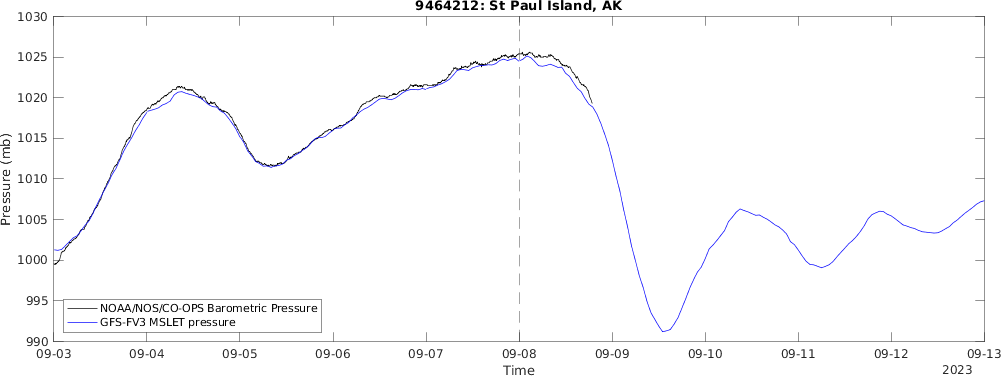 9464212: St Paul Island, AK
1030
1025
1020
1015
1010
1005
1000
995
990
Pressure (mb)
NOAA/NOS/CO-OPS Barometric Pressure
GFS-FV3 MSLET pressure
09-03 09-04 09-05 09-06 09-07 09-08 09-09 09-10 09-11 09-12 09-13
Time
2023